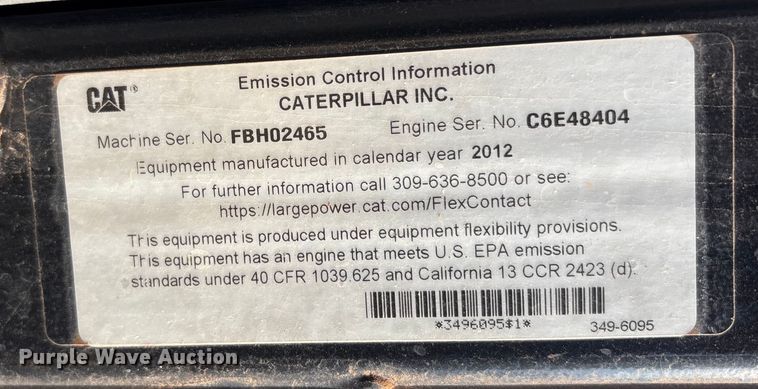 CAT®
Emission Control Information
CATERPILLAR INC.
Machine Ser. No. FBH02465 Engine Ser. No. C6E48404
Equipment manufactured in calendar year 2012
For further information call 309-636-8500 or see:
https://largepower.cat.com/FlexContact
This equipment is produced under equipment flexibility provisions.
This equipment has an engine that meets U.S. EPA emission
standards under 40 CFR 1039.625 and California 13 CCR 2423 (d).
*3496095$1* 349-6095
Purple Wave Auction